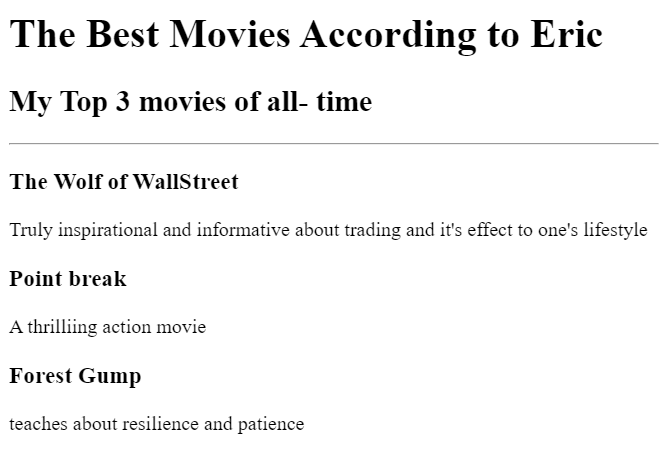 The Best Movies According to Eric
My Top 3 movies of all- time
The Wolf of WallStreet
Truly inspirational and informative about trading and it's effect to one's lifestyle
Point break
A thrilliing action movie
Forest Gump
teaches about resilience and patience